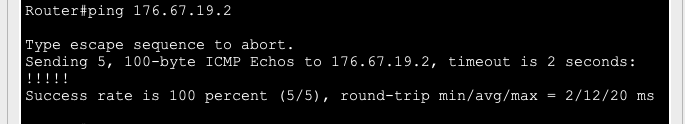 Router#ping 176.67.19.2
Type escape sequence to abort.
Sending 5, 100-byte ICMP Echos to 176.67.19.2, timeout is 2 seconds:
!!!!!
Success rate is 100 percent (5/5), round-trip min/avg/max = 2/12/20 ms